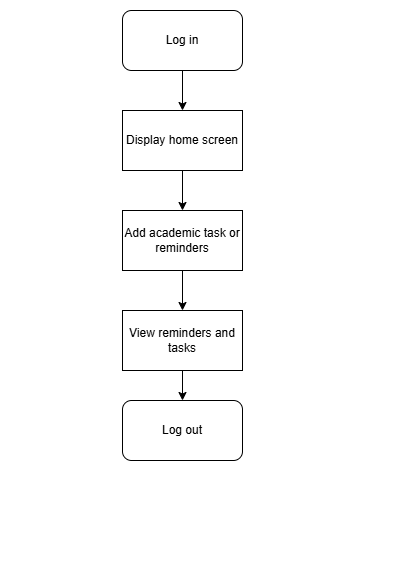 Log in
Display home screen
Add academic task or
reminders
View reminders and
tasks
Log out